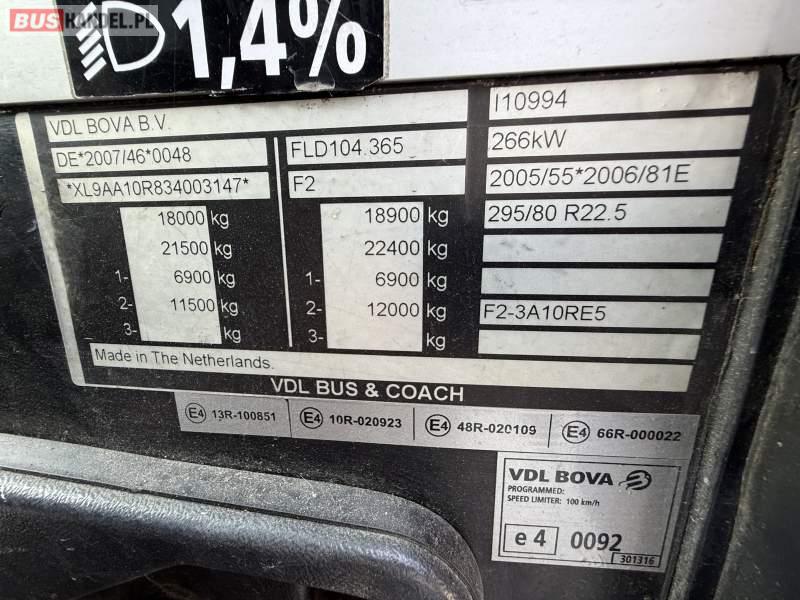 BUSHANDEL.PL
1,4%
VDL BOVA B.V.
DE*2007/46*0048
*XL9AA10R834003147*
FLD104.365
F2
I10994
266kW
2005/55*2006/81E
295/80 R22.5
F2-3A10RE5
18000 kg
21500 kg
1- 6900 kg
2- 11500 kg
3- kg
18900 kg
22400 kg
1- 6900 kg
2- 12000 kg
3- kg
Made in The Netherlands.
VDL BUS & COACH
E4 13R-100851
E4 10R-020923
E4 48R-020109
E4 66R-000022
VDL BOVA
PROGRAMMED:
SPEED LIMITER: 100 km/h
e 4 0092
301316